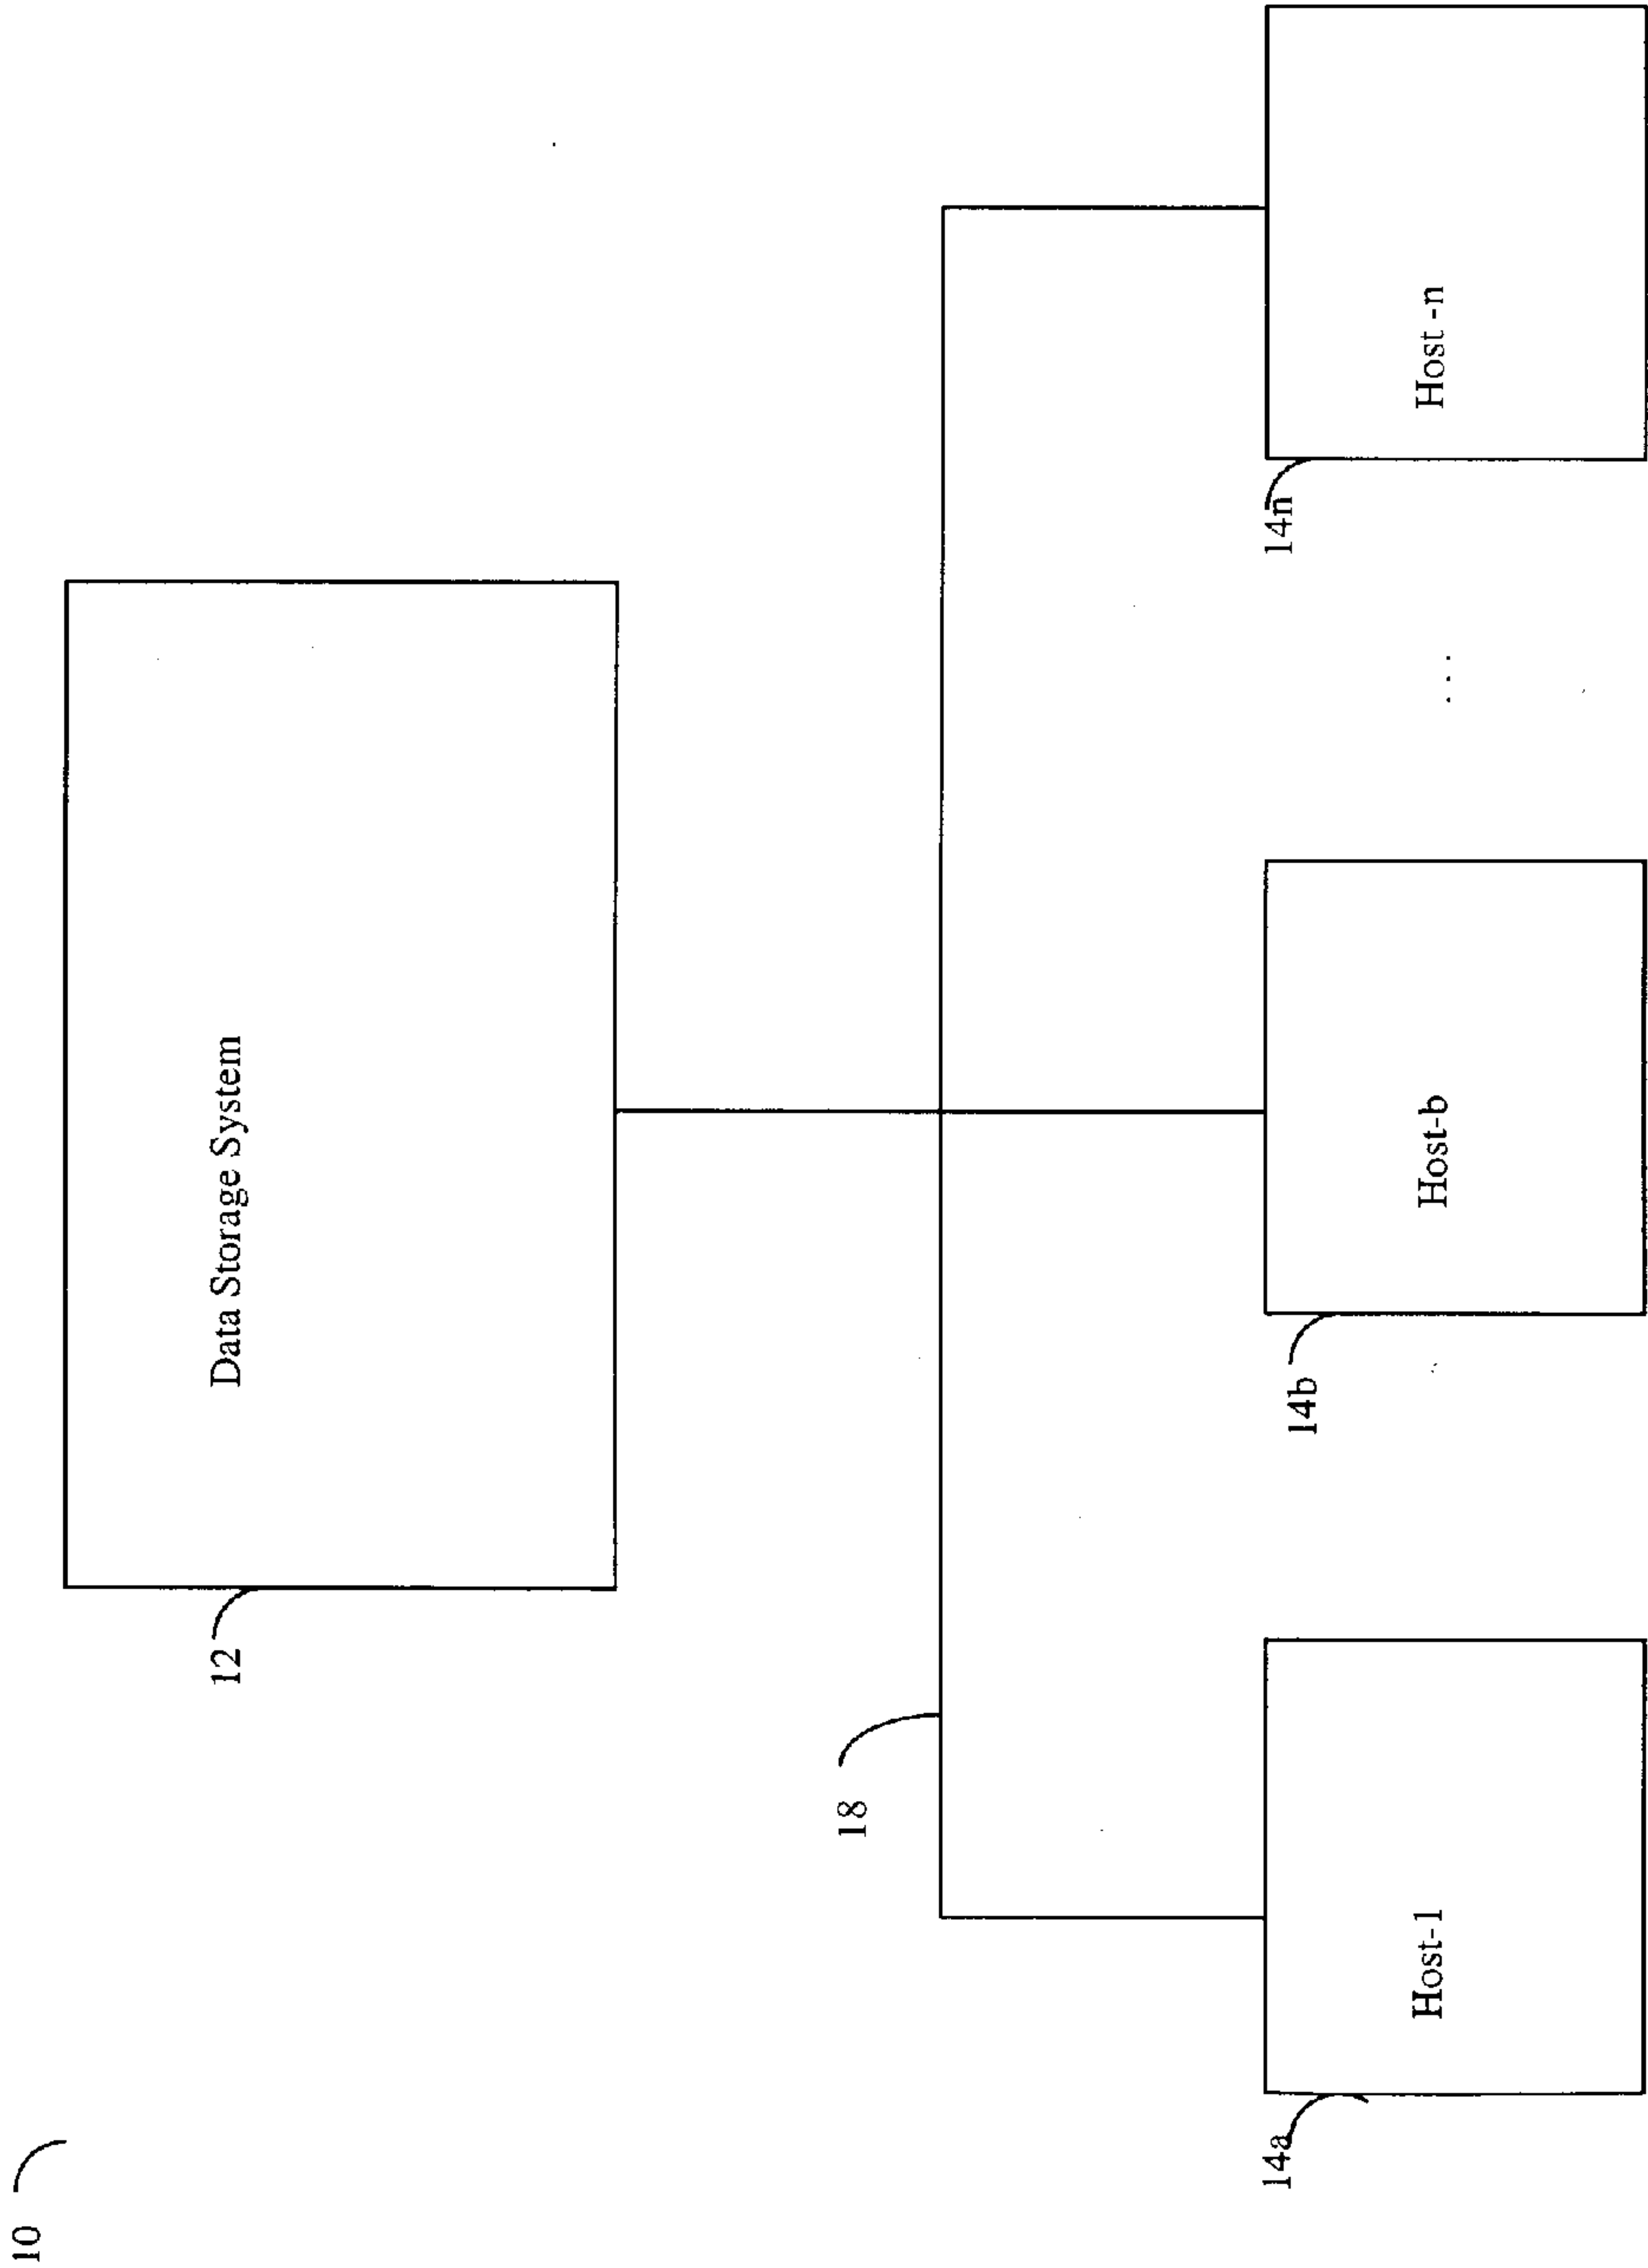 10
12
Data Storage System
18
14a
Host-1
14b
Host-b
. . .
14n
Host -n